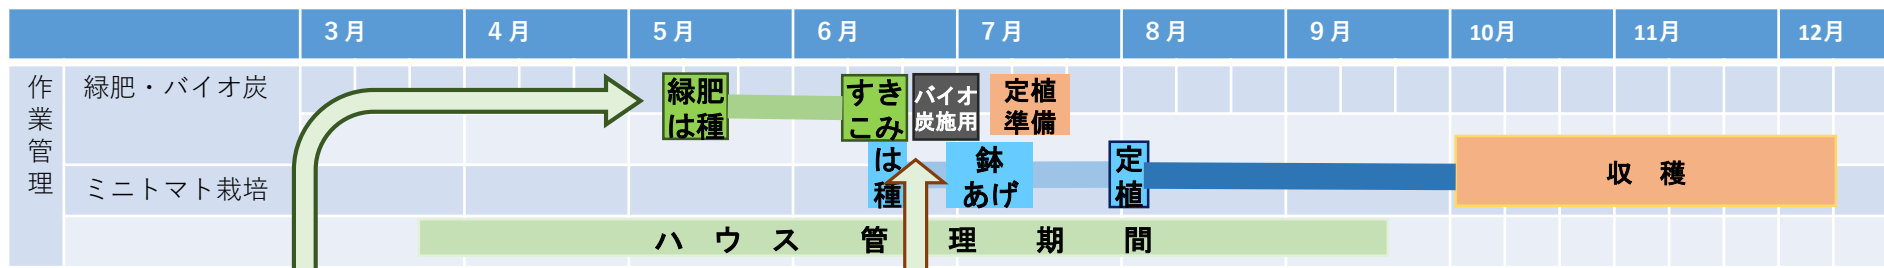 ３月 ４月 ５月 ６月 ７月 ８月 ９月 10月 11月 12月
作業管理
緑肥・バイオ炭
緑肥
は種
すき
こみ
バイオ
炭施用
定植
準備
ミニトマト栽培
は
種
鉢
あげ
定
植
収　穫
ハ　ウ　ス　管　理　期　間